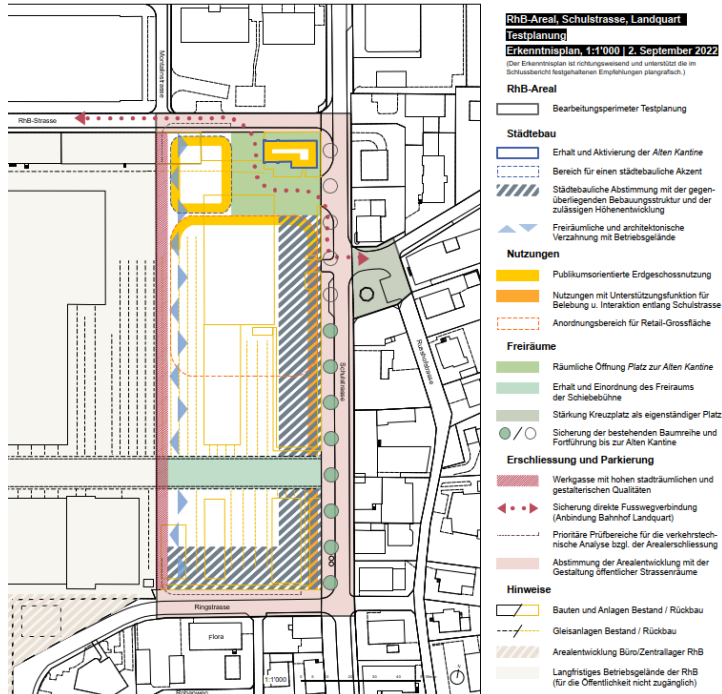 RhB-Areal, Schulstrasse, Landquart
Testplanung
Erkenntnisplan, 1:1'000 | 2. September 2022
(Der Erkenntnisplan ist richtungsweisend und unterstützt die im
Schlussbericht festgehaltenen Empfehlungen plangrafisch.)
RhB-Areal
Bearbeitungsperimeter Testplanung
Städtebau
Erhalt und Aktivierung der Alten Kantine
Bereich für einen städtebauliche Akzent
Städtebauliche Abstimmung mit der gegen-
überliegenden Bebauungsstruktur und der
zulässigen Höhenentwicklung
Freiräumliche und architektonische
Verzahnung mit Betriebsgelände
Nutzungen
Publikumsorientierte Erdgeschossnutzung
Nutzungen mit Unterstützungsfunktion für
Belebung u. Interaktion entlang Schulstrasse
Anordnungsbereich für Retail-Grossfläche
Freiräume
Räumliche Öffnung Platz zur Alten Kantine
Erhalt und Einordnung des Freiraums
der Schiebebühne
Stärkung Kreuzplatz als eigenständiger Platz
Sicherung der bestehenden Baumreihe und
Fortführung bis zur Alten Kantine
Erschliessung und Parkierung
Werkgasse mit hohen stadträumlichen und
gestalterischen Qualitäten
Sicherung direkte Fusswegverbindung
(Anbindung Bahnhof Landquart)
Prioritäre Prüfbereiche für die verkehrstech-
nische Analyse bzgl. der Arealerschliessung
Abstimmung der Arealentwicklung mit der
Gestaltung öffentlicher Strassenräume
Hinweise
Bauten und Anlagen Bestand / Rückbau
Gleisanlagen Bestand / Rückbau
Arealentwicklung Büro/Zentrallager RhB
Langfristiges Betriebsgelände der RhB
(für die Öffentlichkeit nicht zugänglich)
Montalinstrasse
RhB-Strasse
Schulstrasse
Ringstrasse
Flora
1:1'000